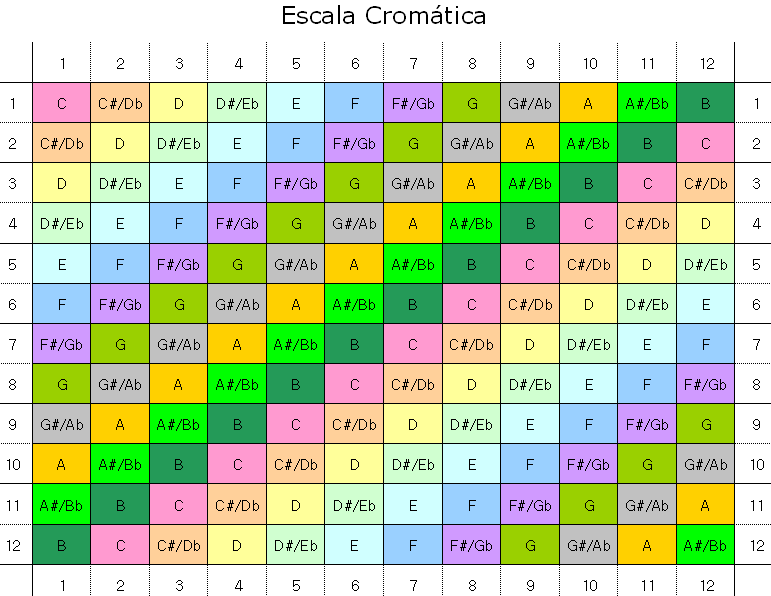 Escala Cromática
1 2 3 4 5 6 7 8 9 10 11 12
1 C C#/Db D D#/Eb E F F#/Gb G G#/Ab A A#/Bb B 1
2 C#/Db D D#/Eb E F F#/Gb G G#/Ab A A#/Bb B C 2
3 D D#/Eb E F F#/Gb G G#/Ab A A#/Bb B C C#/Db 3
4 D#/Eb E F F#/Gb G G#/Ab A A#/Bb B C C#/Db D 4
5 E F F#/Gb G G#/Ab A A#/Bb B C C#/Db D D#/Eb 5
6 F F#/Gb G G#/Ab A A#/Bb B C C#/Db D D#/Eb E 6
7 F#/Gb G G#/Ab A A#/Bb B C C#/Db D D#/Eb E F 7
8 G G#/Ab A A#/Bb B C C#/Db D D#/Eb E F F#/Gb 8
9 G#/Ab A A#/Bb B C C#/Db D D#/Eb E F F#/Gb G 9
10 A A#/Bb B C C#/Db D D#/Eb E F F#/Gb G G#/Ab 10
11 A#/Bb B C C#/Db D D#/Eb E F F#/Gb G G#/Ab A 11
12 B C C#/Db D D#/Eb E F F#/Gb G G#/Ab A A#/Bb 12
1 2 3 4 5 6 7 8 9 10 11 12